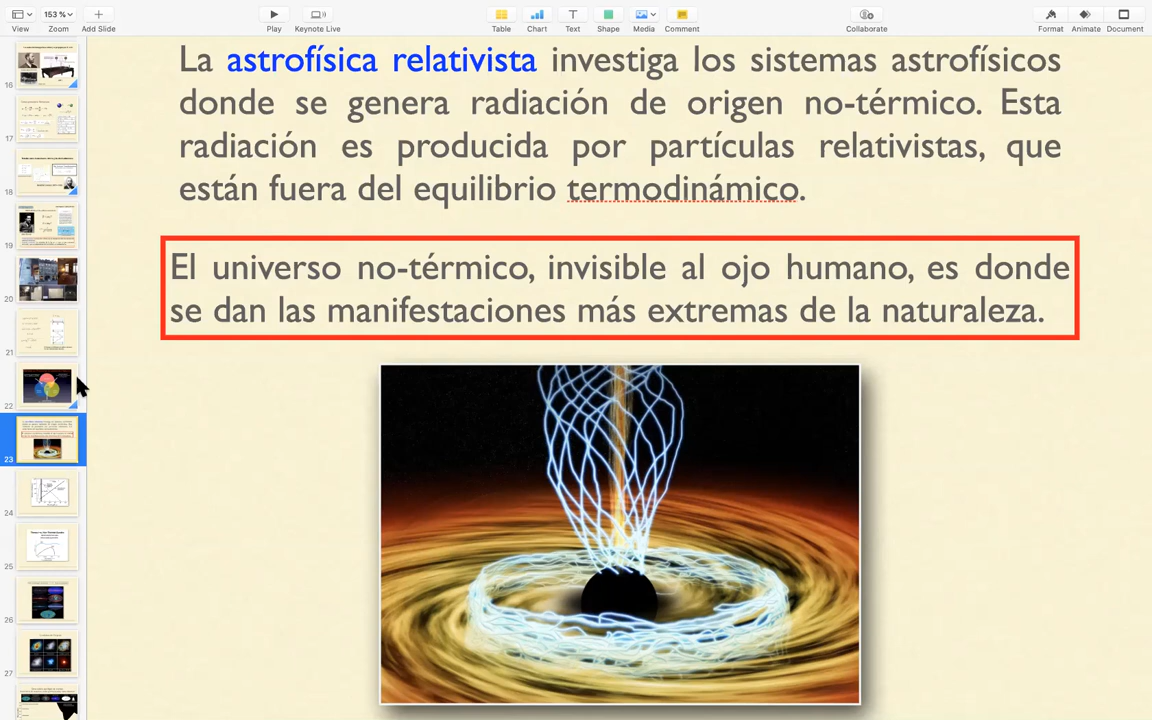 View
153 %
Zoom
Add Slide
Play
Keynote Live
Table
Chart
Text
Shape
Media
Comment
Collaborate
Format
Animate
Document
16
17
18
19
20
21
22
23
24
25
26
27
La astrofísica relativista investiga los sistemas astrofísicos
donde se genera radiación de origen no-térmico. Esta
radiación es producida por partículas relativistas, que
están fuera del equilibrio termodinámico.
El universo no-térmico, invisible al ojo humano, es donde
se dan las manifestaciones más extremas de la naturaleza.